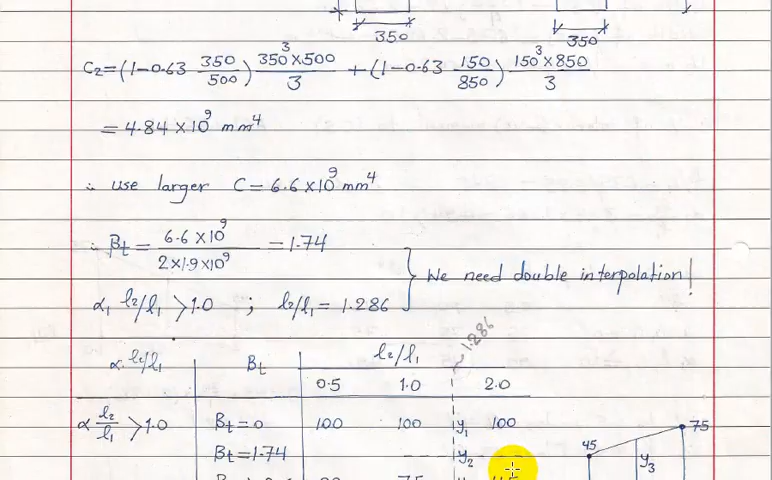 350 350
C2=(1-0.63 350/500) 350³×500/3 + (1-0.63 150/850) 150³×850/3
= 4.84 ×10⁹ mm⁴
∴ use larger C= 6.6 ×10⁹ mm⁴
∴ Bt = 6.6 ×10⁹/2×1.9×10⁹ = 1.74
We need double interpolation!
α₁ l2/l1 > 1.0 ; l2/l1 = 1.286
1.286
α. l2/l1 Bt l2/l1
0.5 1.0 2.0
α l2/l1 > 1.0 Bt = 0 100 100 y1 100 75
Bt=1.74 y2 45 y3